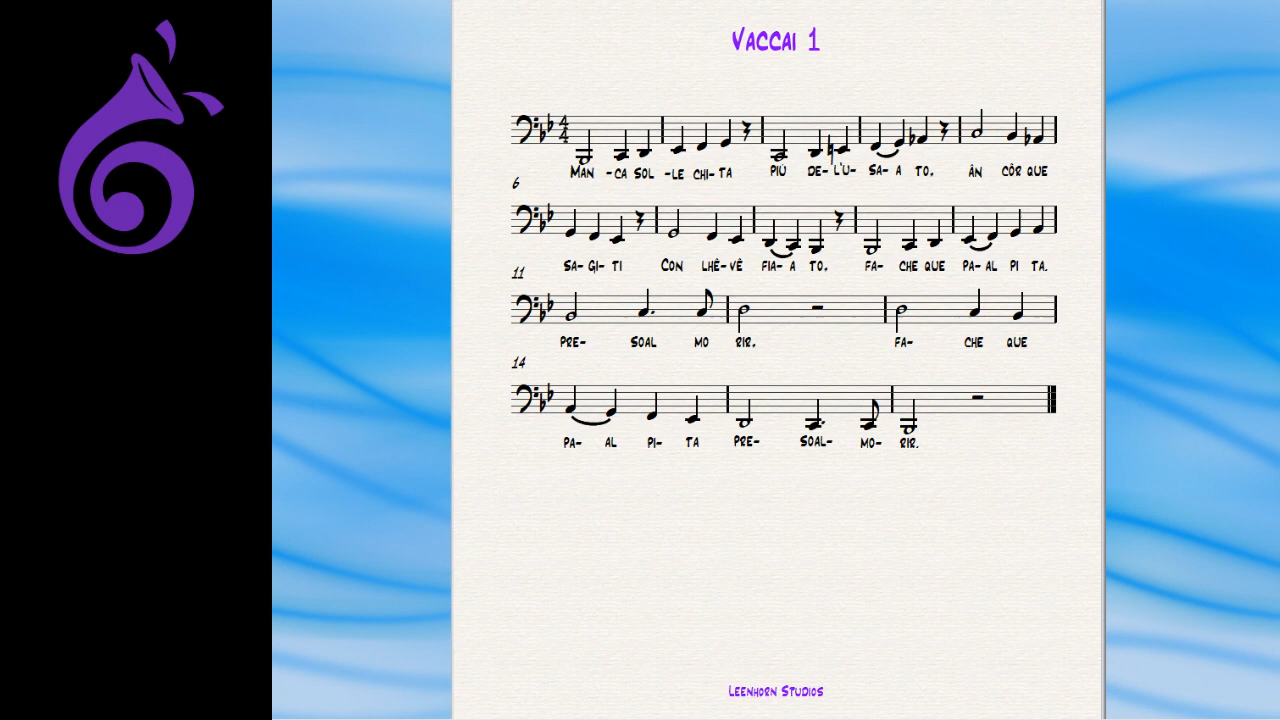 Vaccai 1
Man -ca sol -le chi- ta più de- l'u- sa- a to, ân côr que
6
sa- gi- ti Con lhê- vê fia- a to, fa- che que pa- al pi ta.
11
pre- soal mo rir. fa- che que
14
pa- al pi- ta pre- soal- mo- rir.
Leenhorn Studios